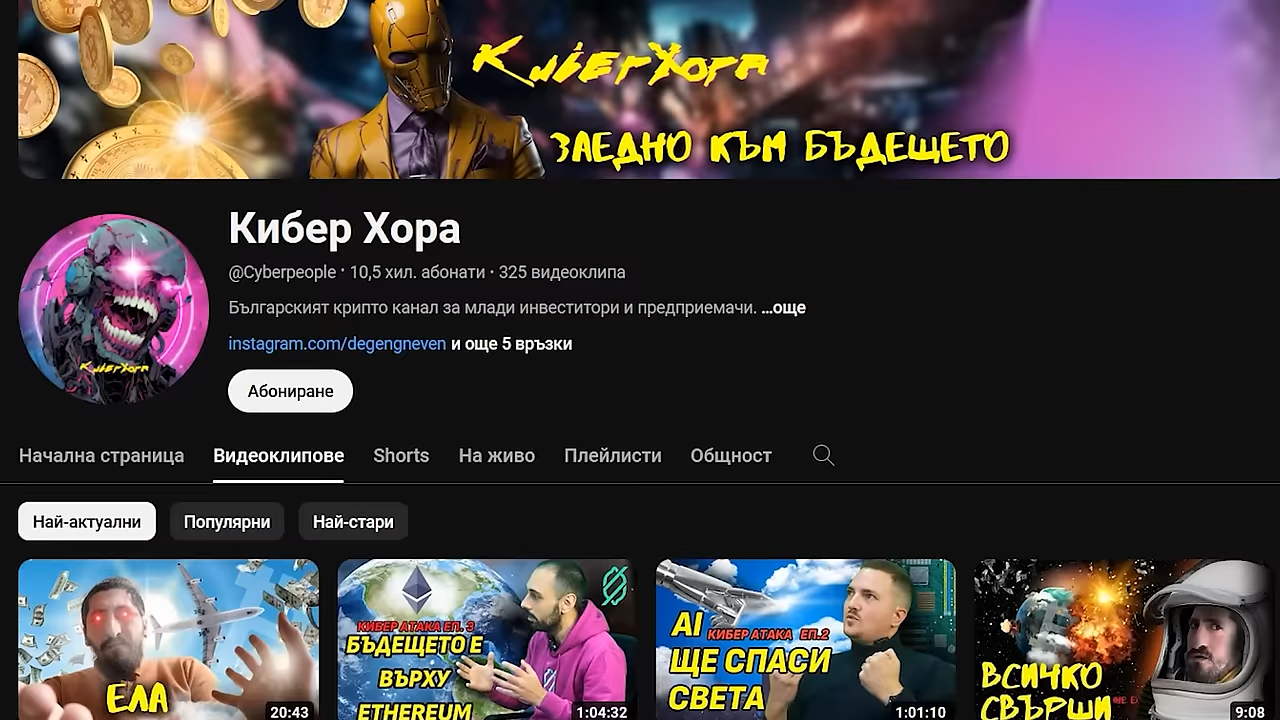 КиберХора
ЗАЕДНО КЪМ БЪДЕЩЕТО
Кибер Хора
@Cyberpeople · 10,5 хил. абонати · 325 видеоклипа
Българският крипто канал за млади инвеститори и предприемачи. ...още
instagram.com/degengneven и още 5 връзки
КиберХора
Абониране
Начална страница Видеоклипове Shorts На живо Плейлисти Общност
Най-актуални Популярни Най-стари
ЕЛА
20:43
КИБЕР АТАКА ЕП. 3
БЪДЕЩЕТО Е
ВЪРХУ
ETHEREUM
1:04:32
AI КИБЕР АТАКА ЕП.2
ЩЕ СПАСИ
СВЕТА
1:01:10
ВСИЧКО
СВЪРШИ
9:08